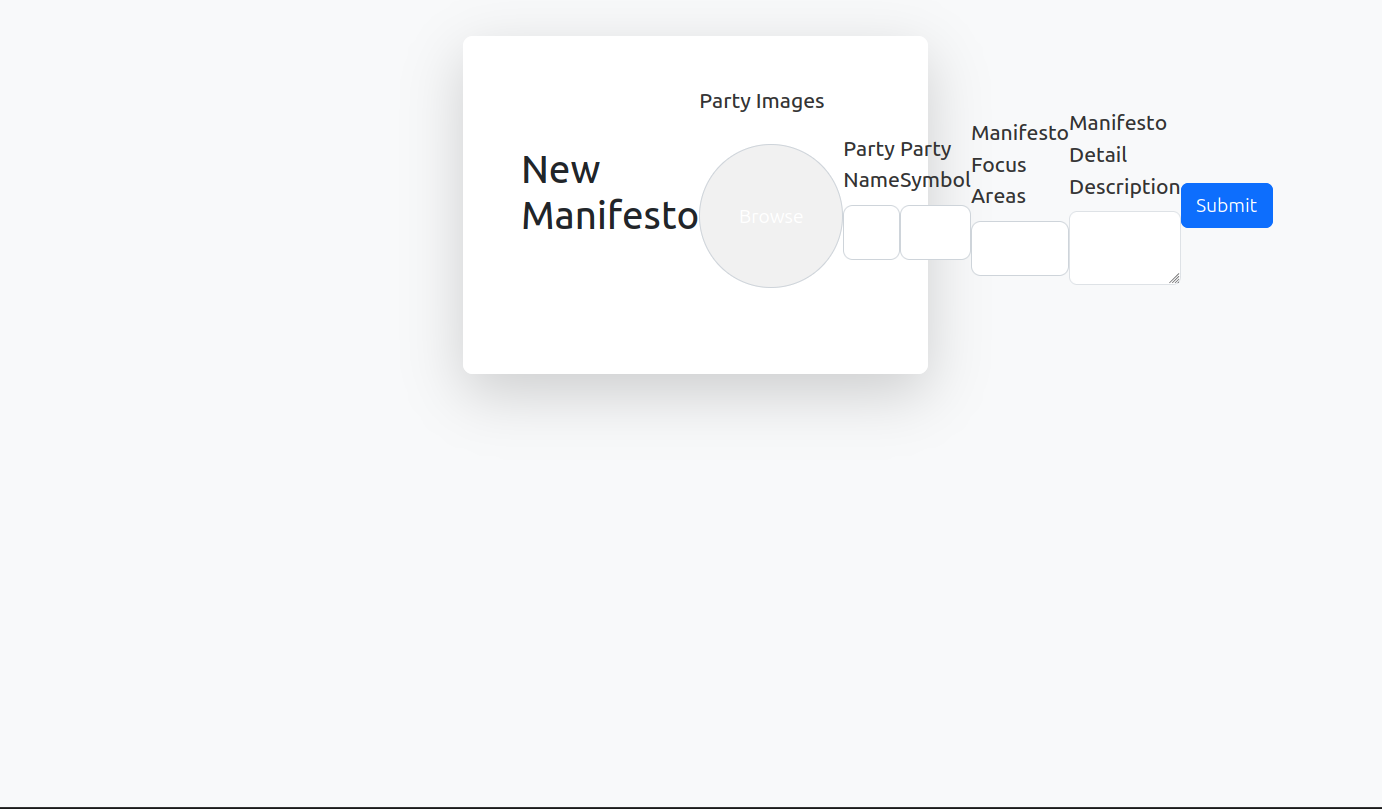 New
Manifesto
Party Images
Browse
Party
Name
Party
Symbol
Manifesto
Focus
Areas
Manifesto
Detail
Description
Submit